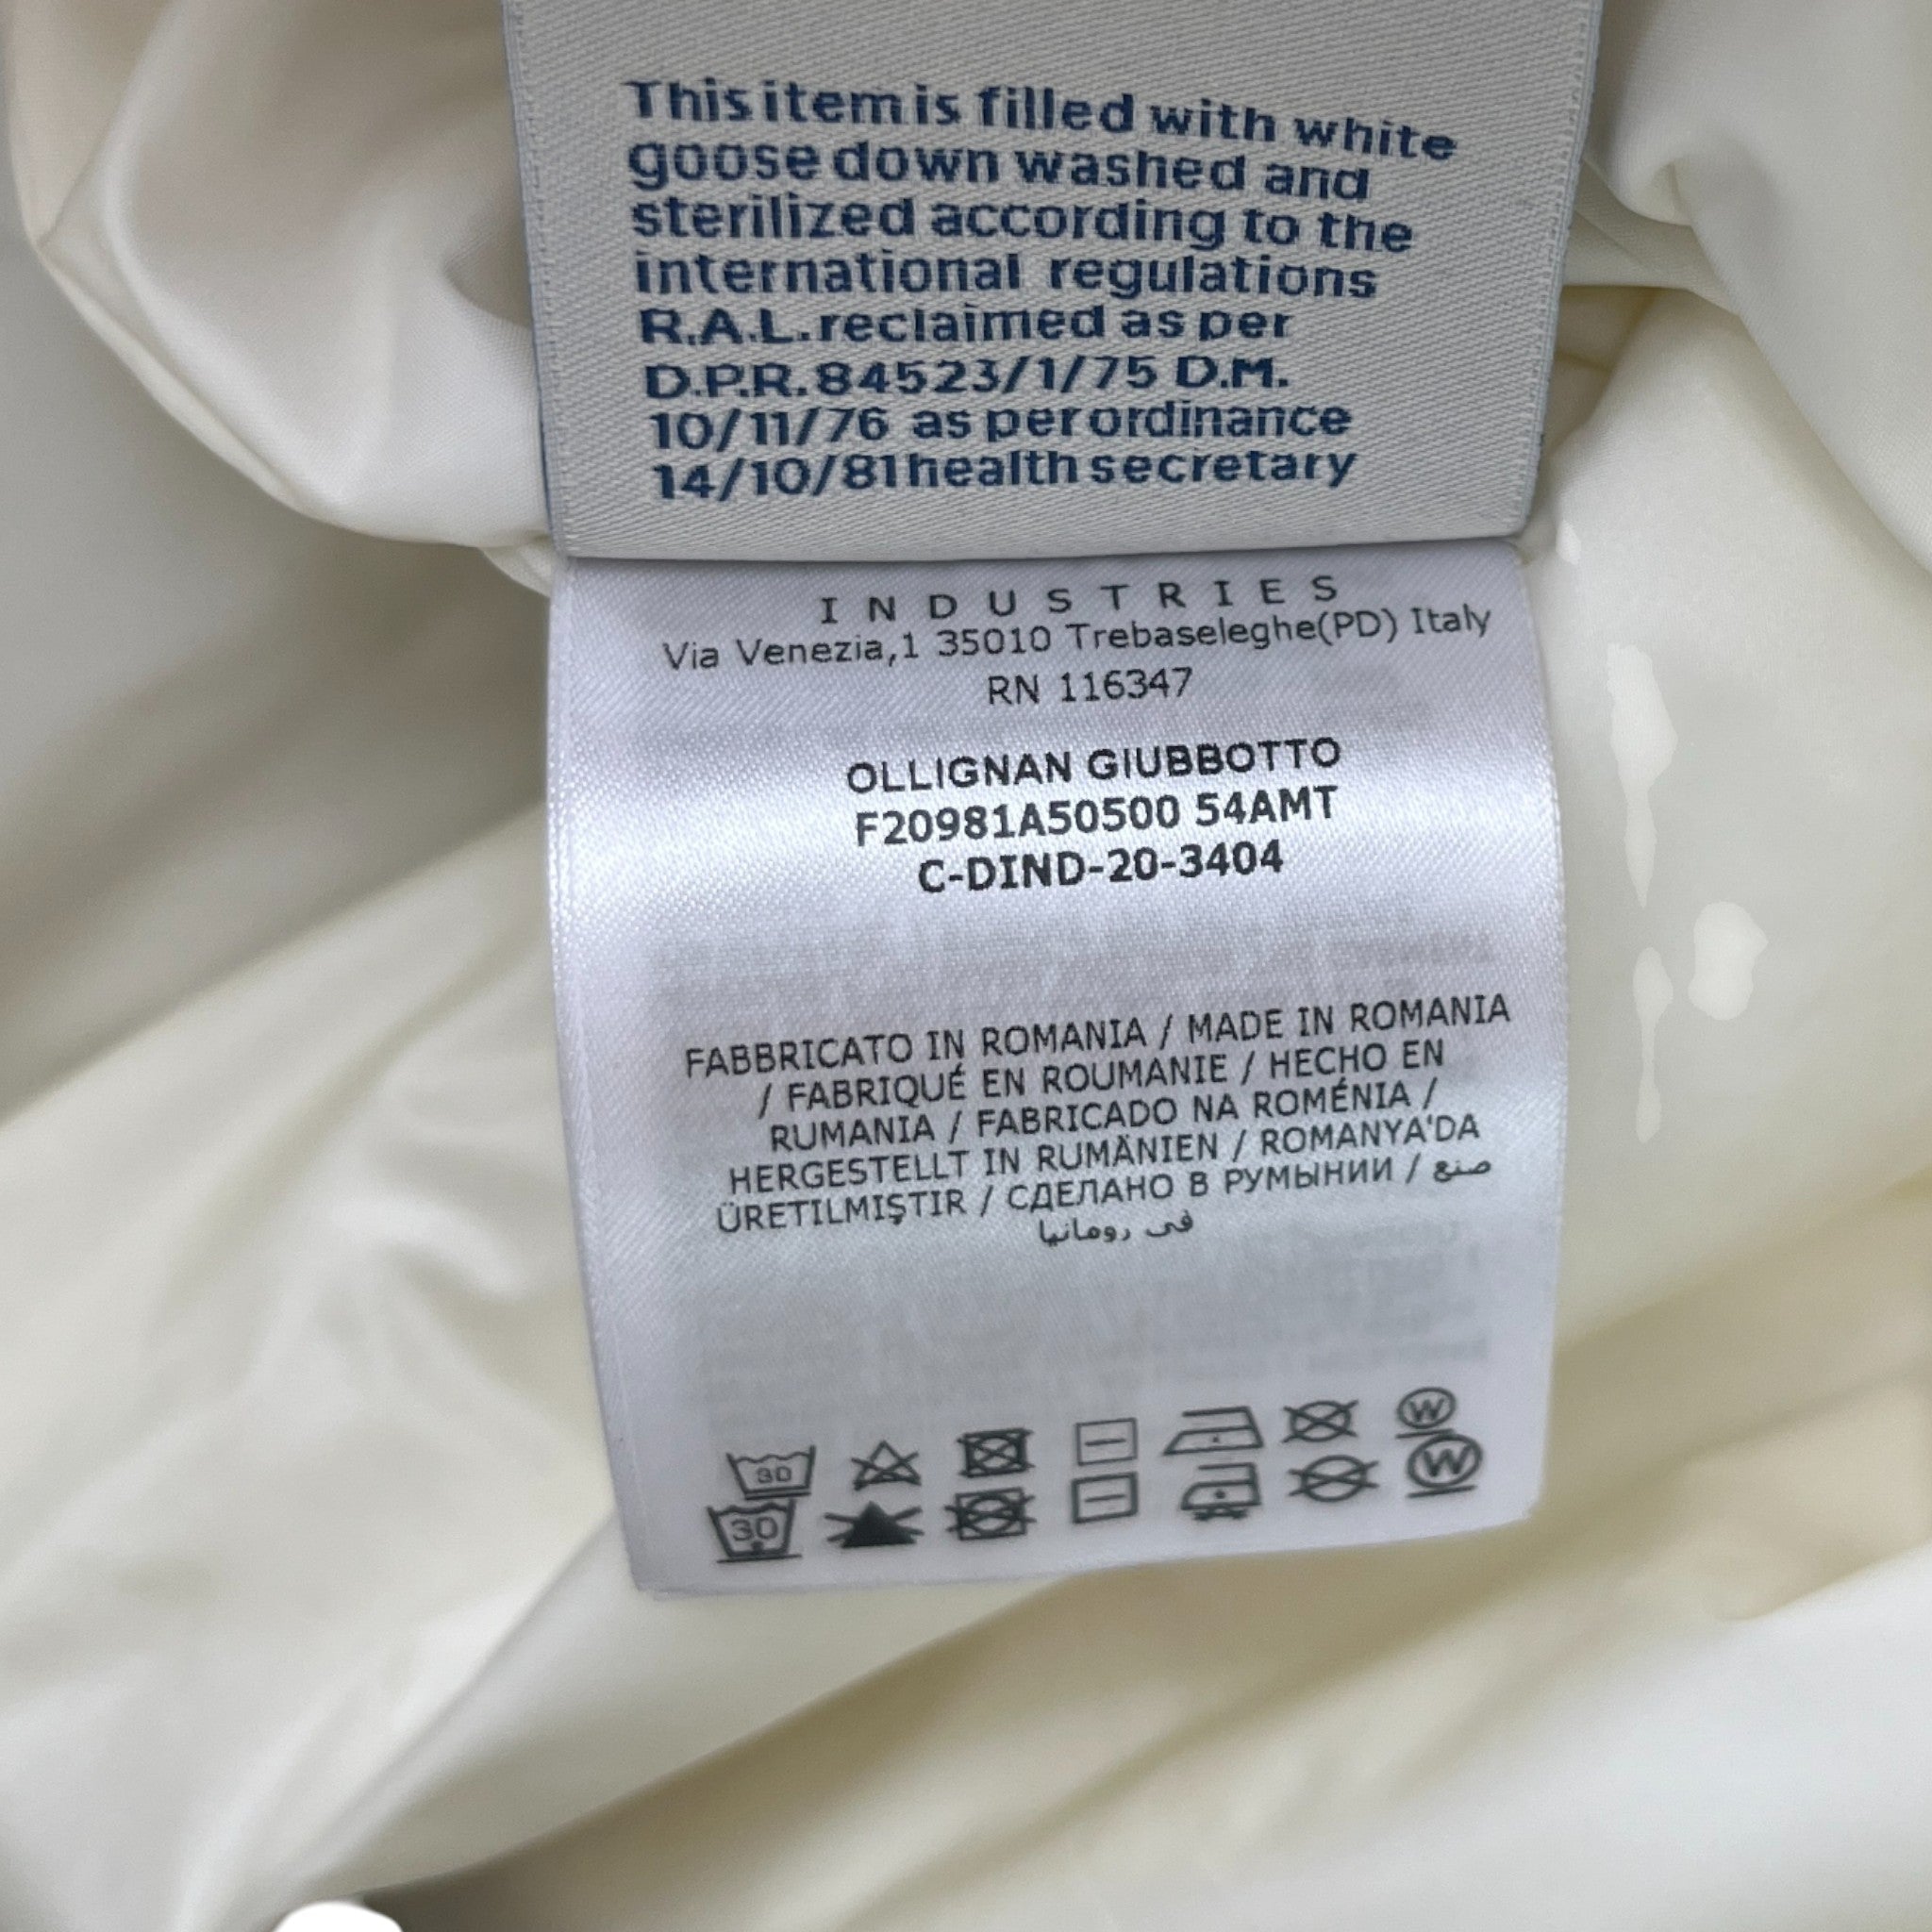 This item is filled with white
goose down washed and
sterilized according to the
international regulations
R.A.L. reclaimed as per
D.P.R. 84523/1/75 D.M.
10/11/76 as per ordinance
14/10/81 health secretary
INDUSTRIES
Via Venezia,1 35010 Trebaseleghe(PD) Italy
RN 116347
OLLIGNAN GIUBBOTTO
F20981A50500 54AMT
C-DIND-20-3404
FABBRICATO IN ROMANIA / MADE IN ROMANIA
/ FABRIQUÉ EN ROUMANIE / HECHO EN
RUMANIA / FABRICADO NA ROMÉNIA /
HERGESTELLT IN RUMÄNIEN / ROMANYA'DA
ÜRETILMIŞTIR / СДЕЛАНО В РУМЫНИИ / صنع
فى رومانيا
30 W
30 W